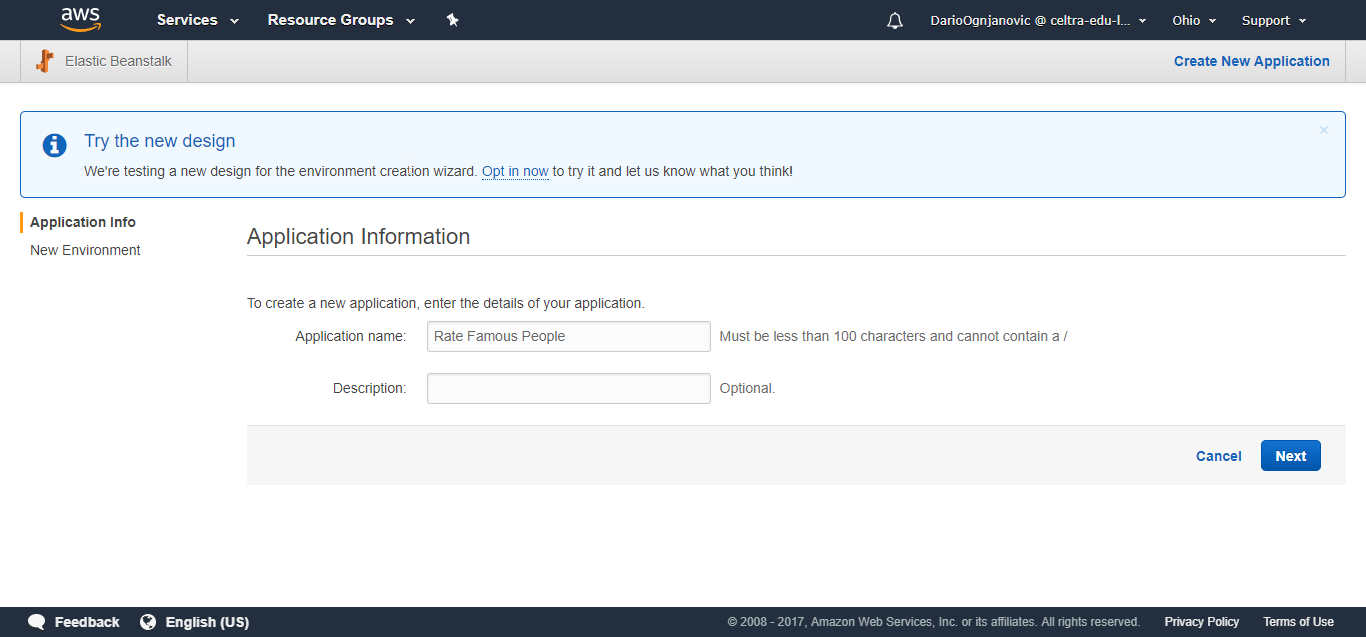 aws Services Resource Groups DarioOgnjanovic @ celtra-edu-l... Ohio Support
Elastic Beanstalk Create New Application
Try the new design ×
We're testing a new design for the environment creation wizard. Opt in now to try it and let us know what you think!
Application Info
New Environment
Application Information
To create a new application, enter the details of your application.
Application name: Rate Famous People Must be less than 100 characters and cannot contain a /
Description: Optional.
Cancel Next
Feedback English (US) © 2008 - 2017, Amazon Web Services, Inc. or its affiliates. All rights reserved. Privacy Policy Terms of Use